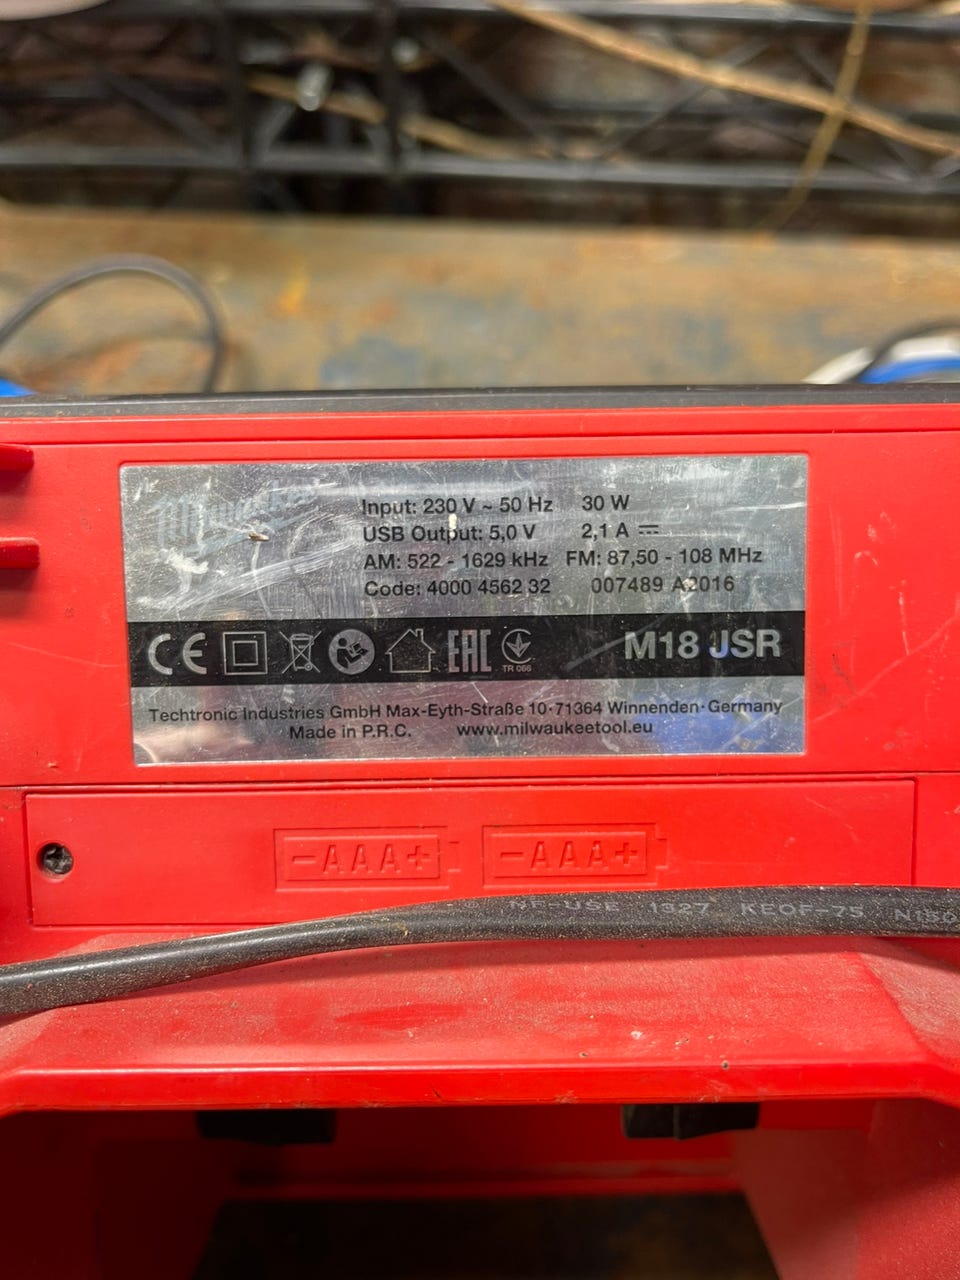 Milwaukee
Input: 230 V ~ 50 Hz 30 W
USB Output: 5,0 V 2,1 A
AM: 522 - 1629 kHz FM: 87,50 - 108 MHz
Code: 4000 4562 32 007489 A2016
CE EAC TR 066 M18 JSR
Techtronic Industries GmbH Max-Eyth-Straße 10·71364 Winnenden·Germany
Made in P.R.C. www.milwaukeetool.eu
-AAA+ -AAA+
NF-USE 1327 KEOF-75